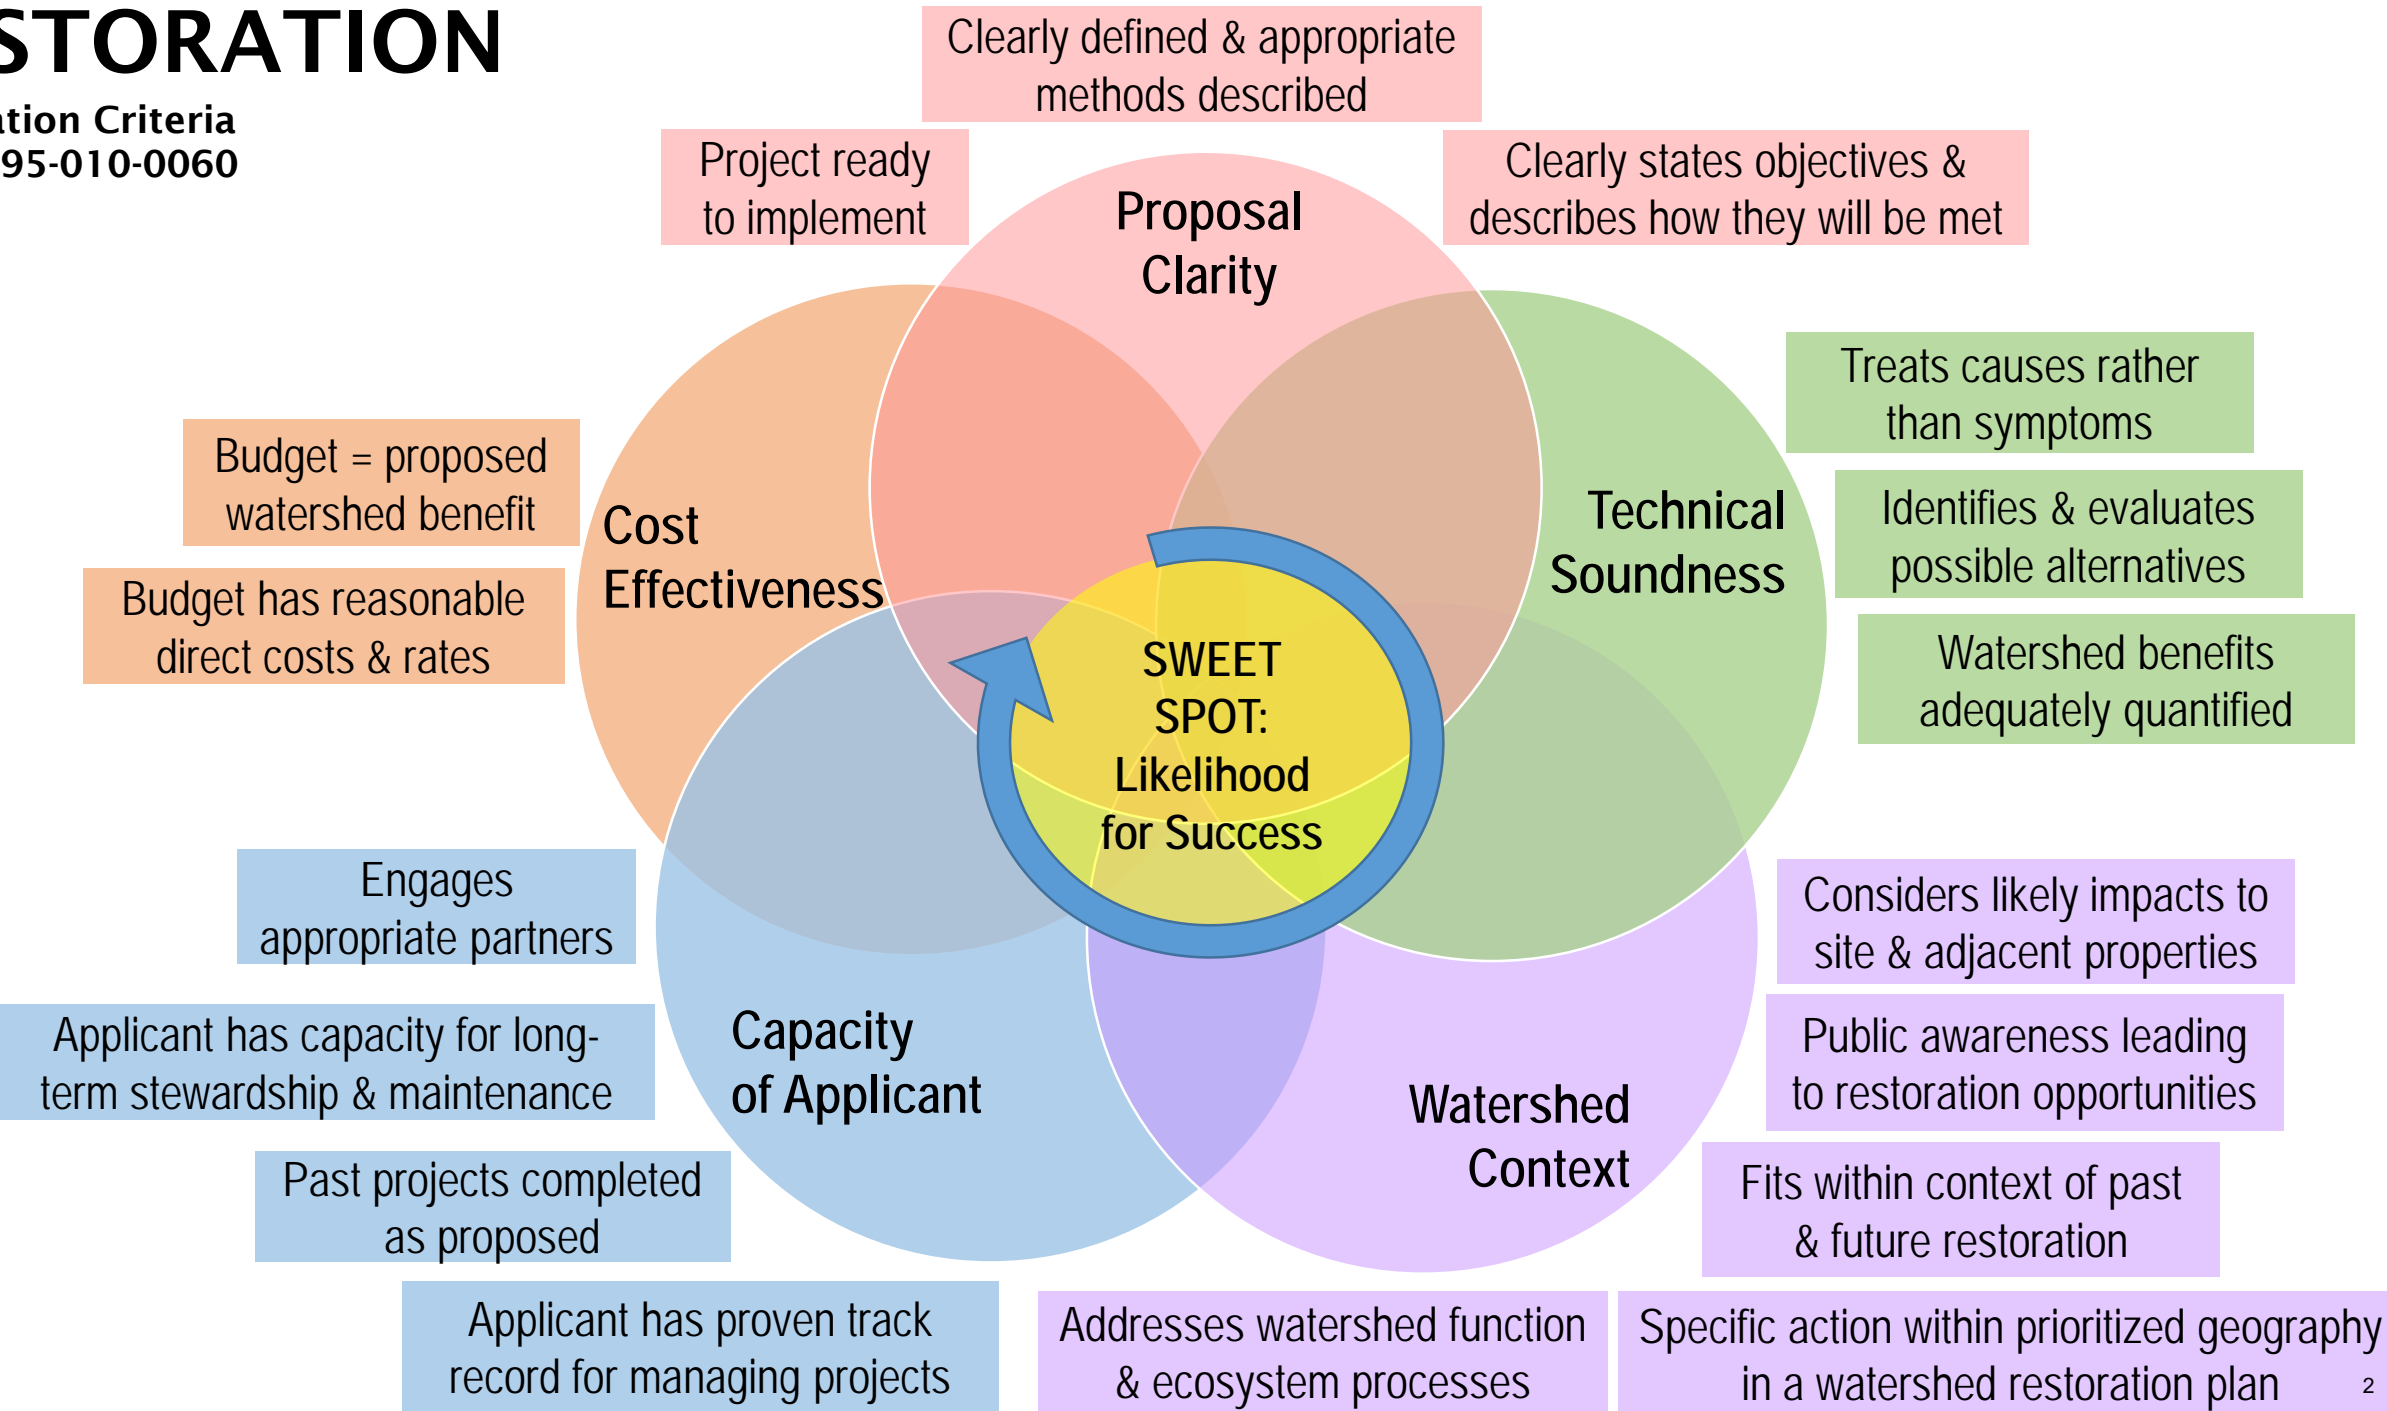 STORATION
ation Criteria
95-010-0060
Clearly defined & appropriate
methods described
Project ready
to implement
Clearly states objectives &
describes how they will be met
Proposal
Clarity
Treats causes rather
than symptoms
Identifies & evaluates
possible alternatives
Watershed benefits
adequately quantified
Technical
Soundness
Budget = proposed
watershed benefit
Budget has reasonable
direct costs & rates
Cost
Effectiveness
SWEET
SPOT:
Likelihood
for Success
Engages
appropriate partners
Applicant has capacity for long-
term stewardship & maintenance
Past projects completed
as proposed
Applicant has proven track
record for managing projects
Capacity
of Applicant
Watershed
Context
Considers likely impacts to
site & adjacent properties
Public awareness leading
to restoration opportunities
Fits within context of past
& future restoration
Addresses watershed function
& ecosystem processes
Specific action within prioritized geography
in a watershed restoration plan
2